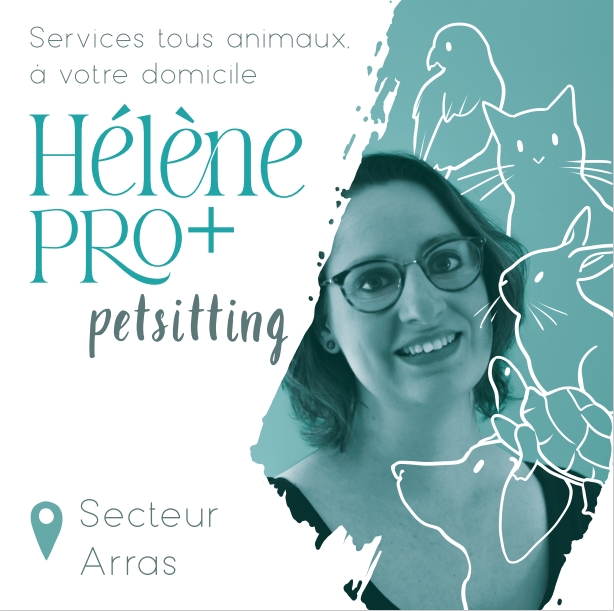 Services tous animaux,
à votre domicile
Hélène
PRO+
petsitting
Secteur
Arras